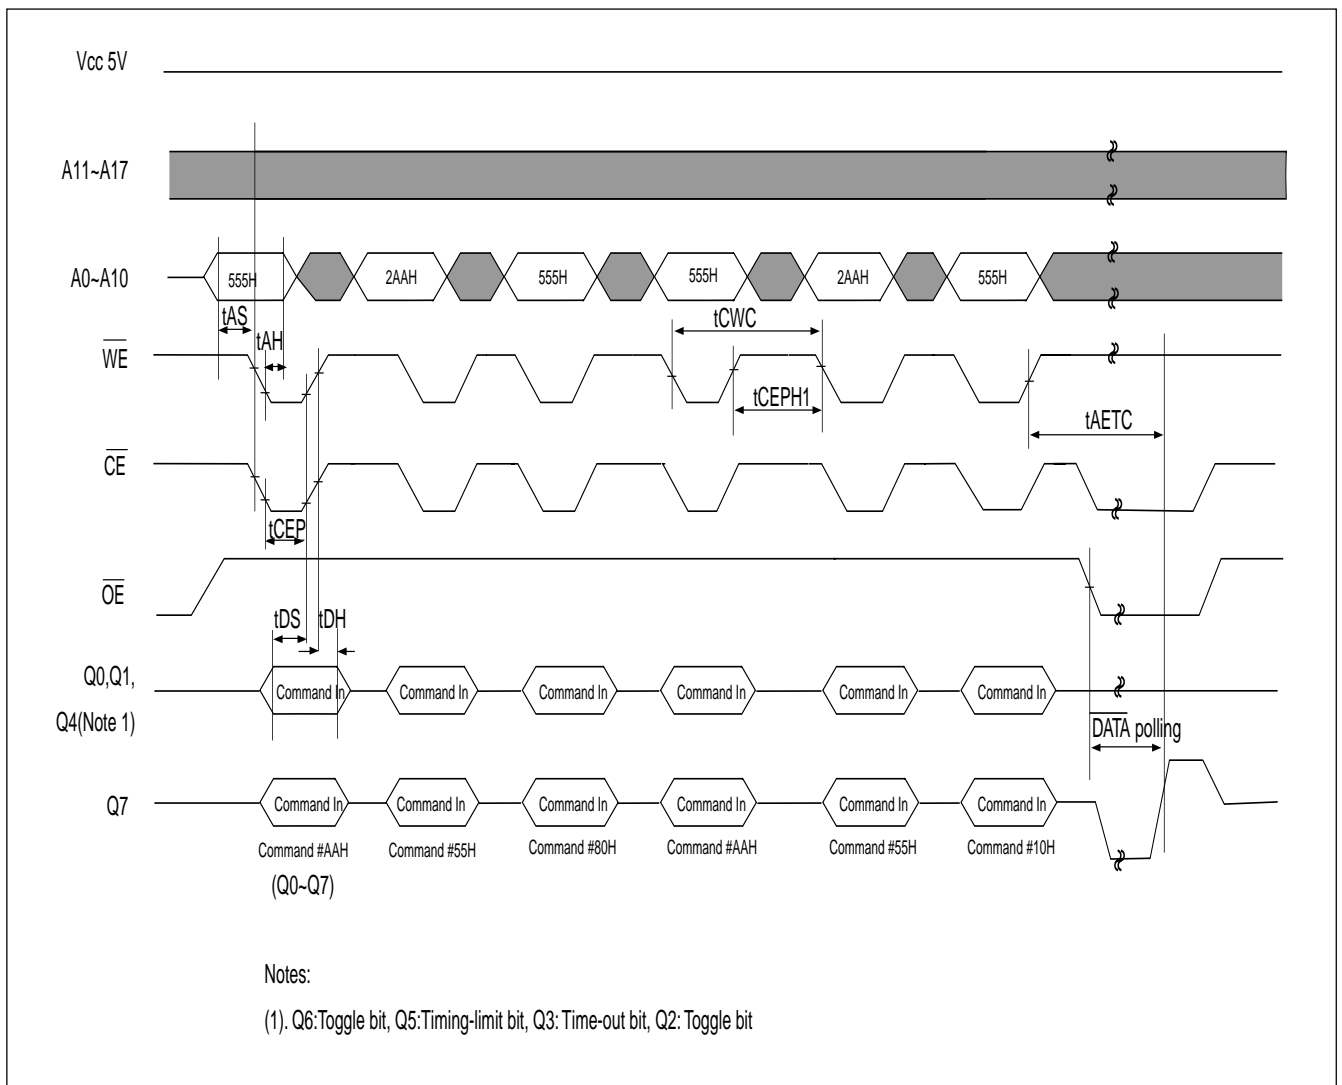 Vcc 5V
A11~A17
A0~A10
555H 2AAH 555H 555H 2AAH 555H
tAS
tAH
tCWC
WE
tCEPH1
tAETC
CE
tCEP
OE
tDS tDH
Q0,Q1,
Q4(Note 1)
Command In Command In Command In Command In Command In Command In
DATA polling
Q7
Command In Command In Command In Command In Command In Command In
Command #AAH Command #55H Command #80H Command #AAH Command #55H Command #10H
(Q0~Q7)
Notes:
(1). Q6:Toggle bit, Q5:Timing-limit bit, Q3: Time-out bit, Q2: Toggle bit